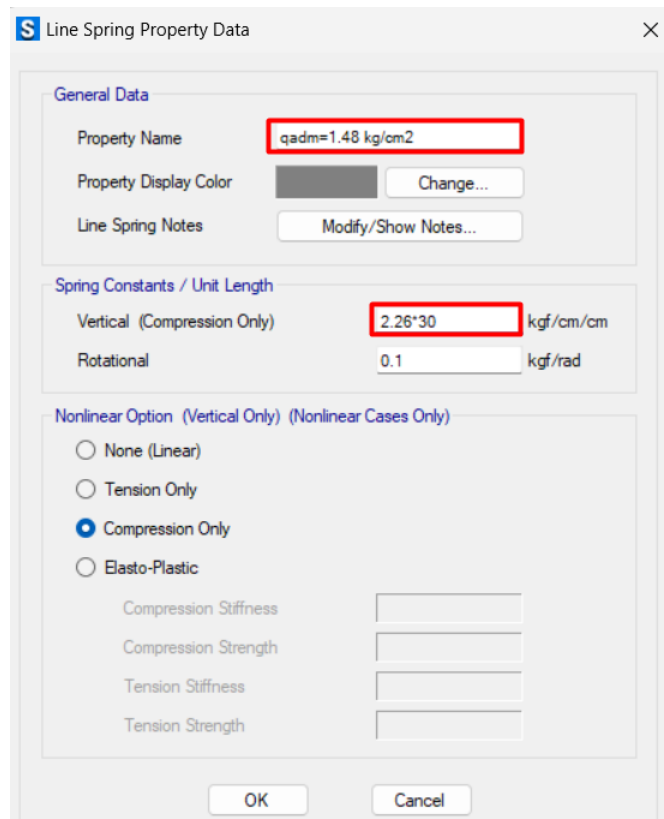 S Line Spring Property Data
General Data
Property Name qadm=1.48 kg/cm2
Property Display Color Change...
Line Spring Notes Modify/Show Notes...
Spring Constants / Unit Length
Vertical (Compression Only) 2.26*30 kgf/cm/cm
Rotational 0.1 kgf/rad
Nonlinear Option (Vertical Only) (Nonlinear Cases Only)
None (Linear)
Tension Only
Compression Only
Elasto-Plastic
Compression Stiffness
Compression Strength
Tension Stiffness
Tension Strength
OK Cancel